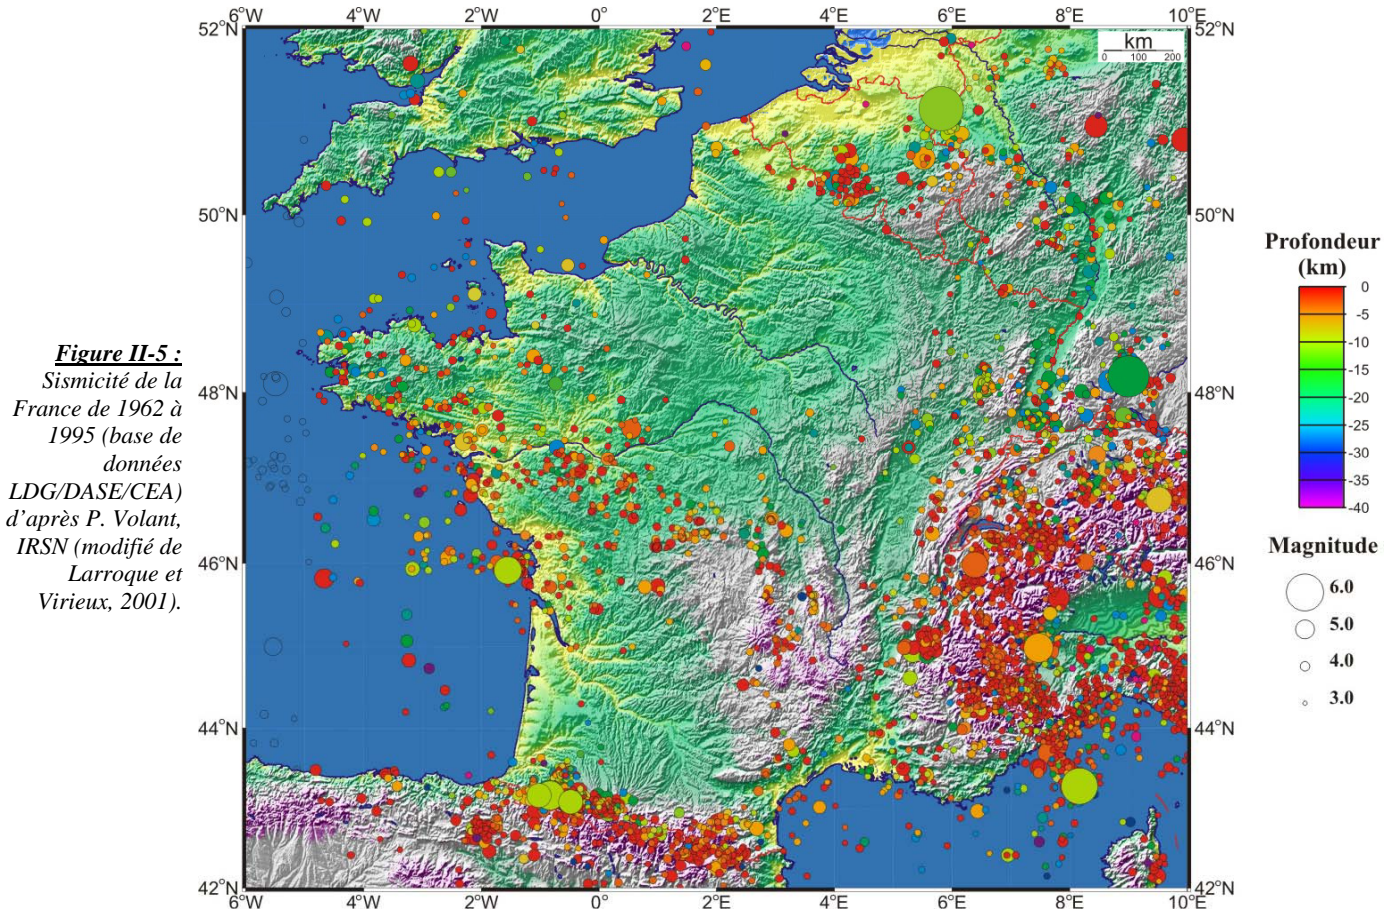 6°W 4°W 2°W 0° 2°E 4°E 6°E 8°E 10°E
52°N 52°N
km
0 100 200
50°N 50°N
48°N 48°N
46°N 46°N
44°N 44°N
42°N 42°N
6°W 4°W 2°W 0° 2°E 4°E 6°E 8°E 10°E
Figure II-5 :
Sismicité de la
France de 1962 à
1995 (base de
données
LDG/DASE/CEA)
d'après P. Volant,
IRSN (modifié de
Larroque et
Virieux, 2001).
Profondeur
(km)
0
-5
-10
-15
-20
-25
-30
-35
-40
Magnitude
6.0
5.0
4.0
3.0